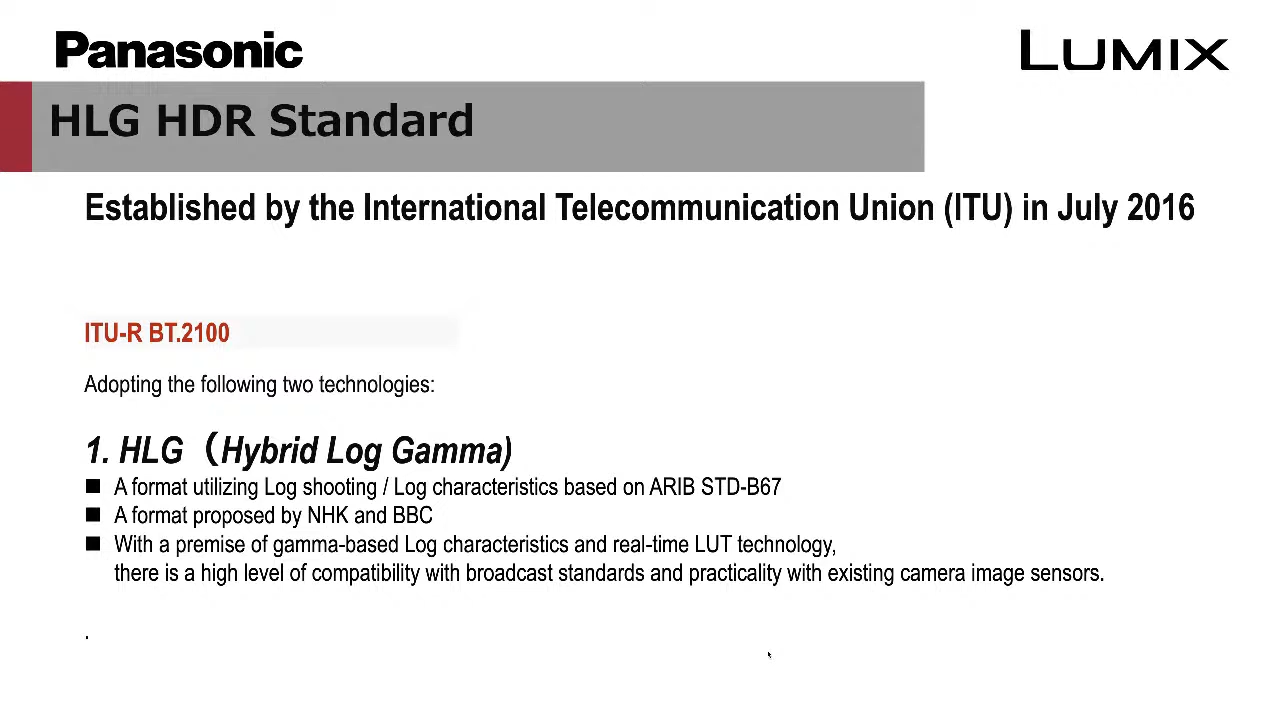 Panasonic
LUMIX
HLG HDR Standard
Established by the International Telecommunication Union (ITU) in July 2016
ITU-R BT.2100
Adopting the following two technologies:
1. HLG（Hybrid Log Gamma)
■ A format utilizing Log shooting / Log characteristics based on ARIB STD-B67
■ A format proposed by NHK and BBC
■ With a premise of gamma-based Log characteristics and real-time LUT technology,
there is a high level of compatibility with broadcast standards and practicality with existing camera image sensors.
.